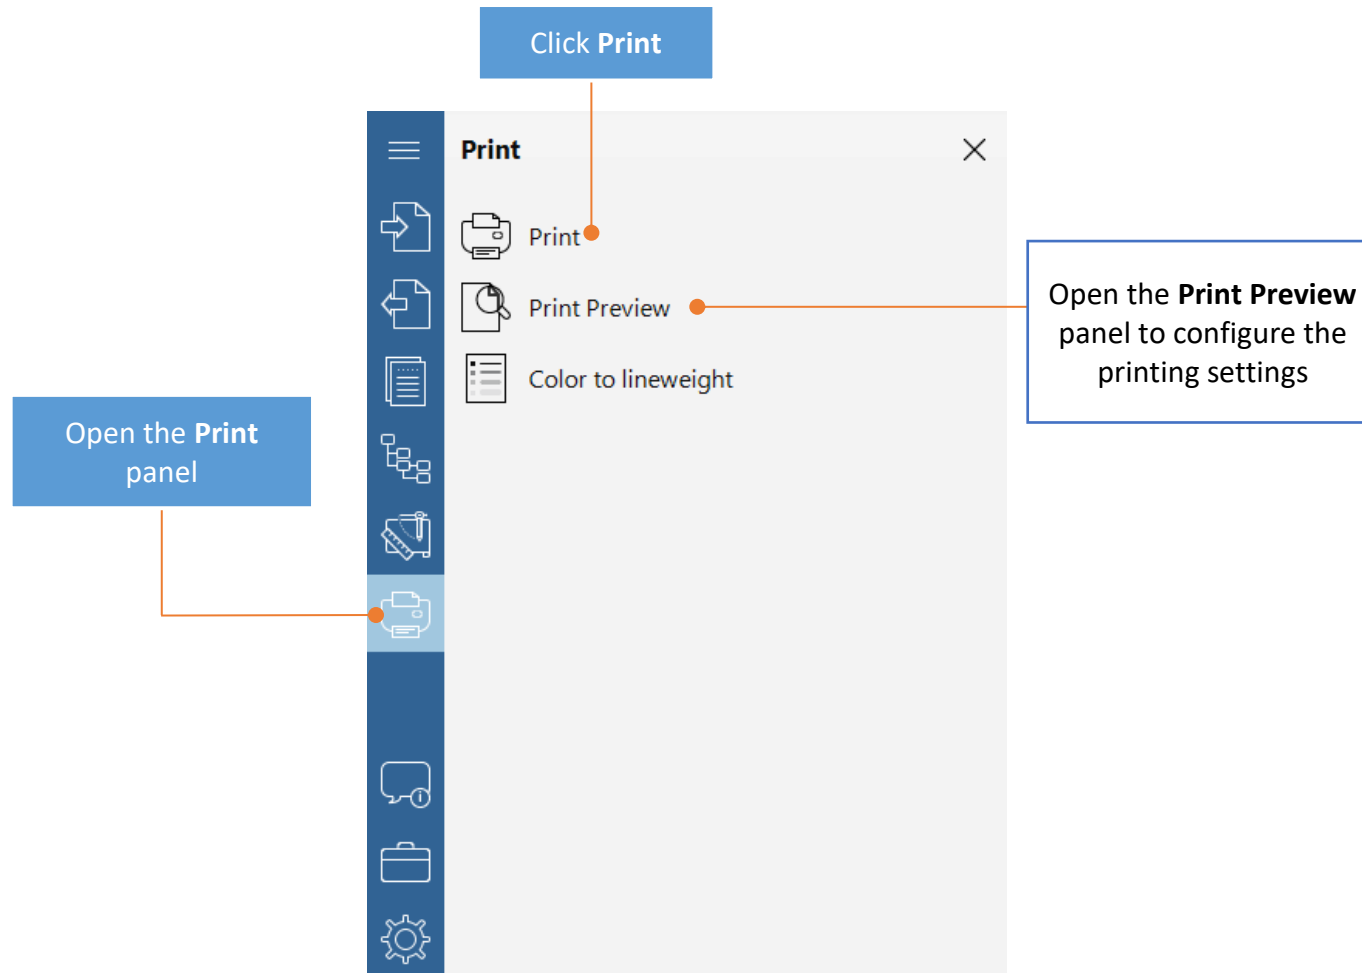 Click Print
Print
Print
Print Preview
Color to lineweight
Open the Print Preview
panel to configure the
printing settings
Open the Print
panel